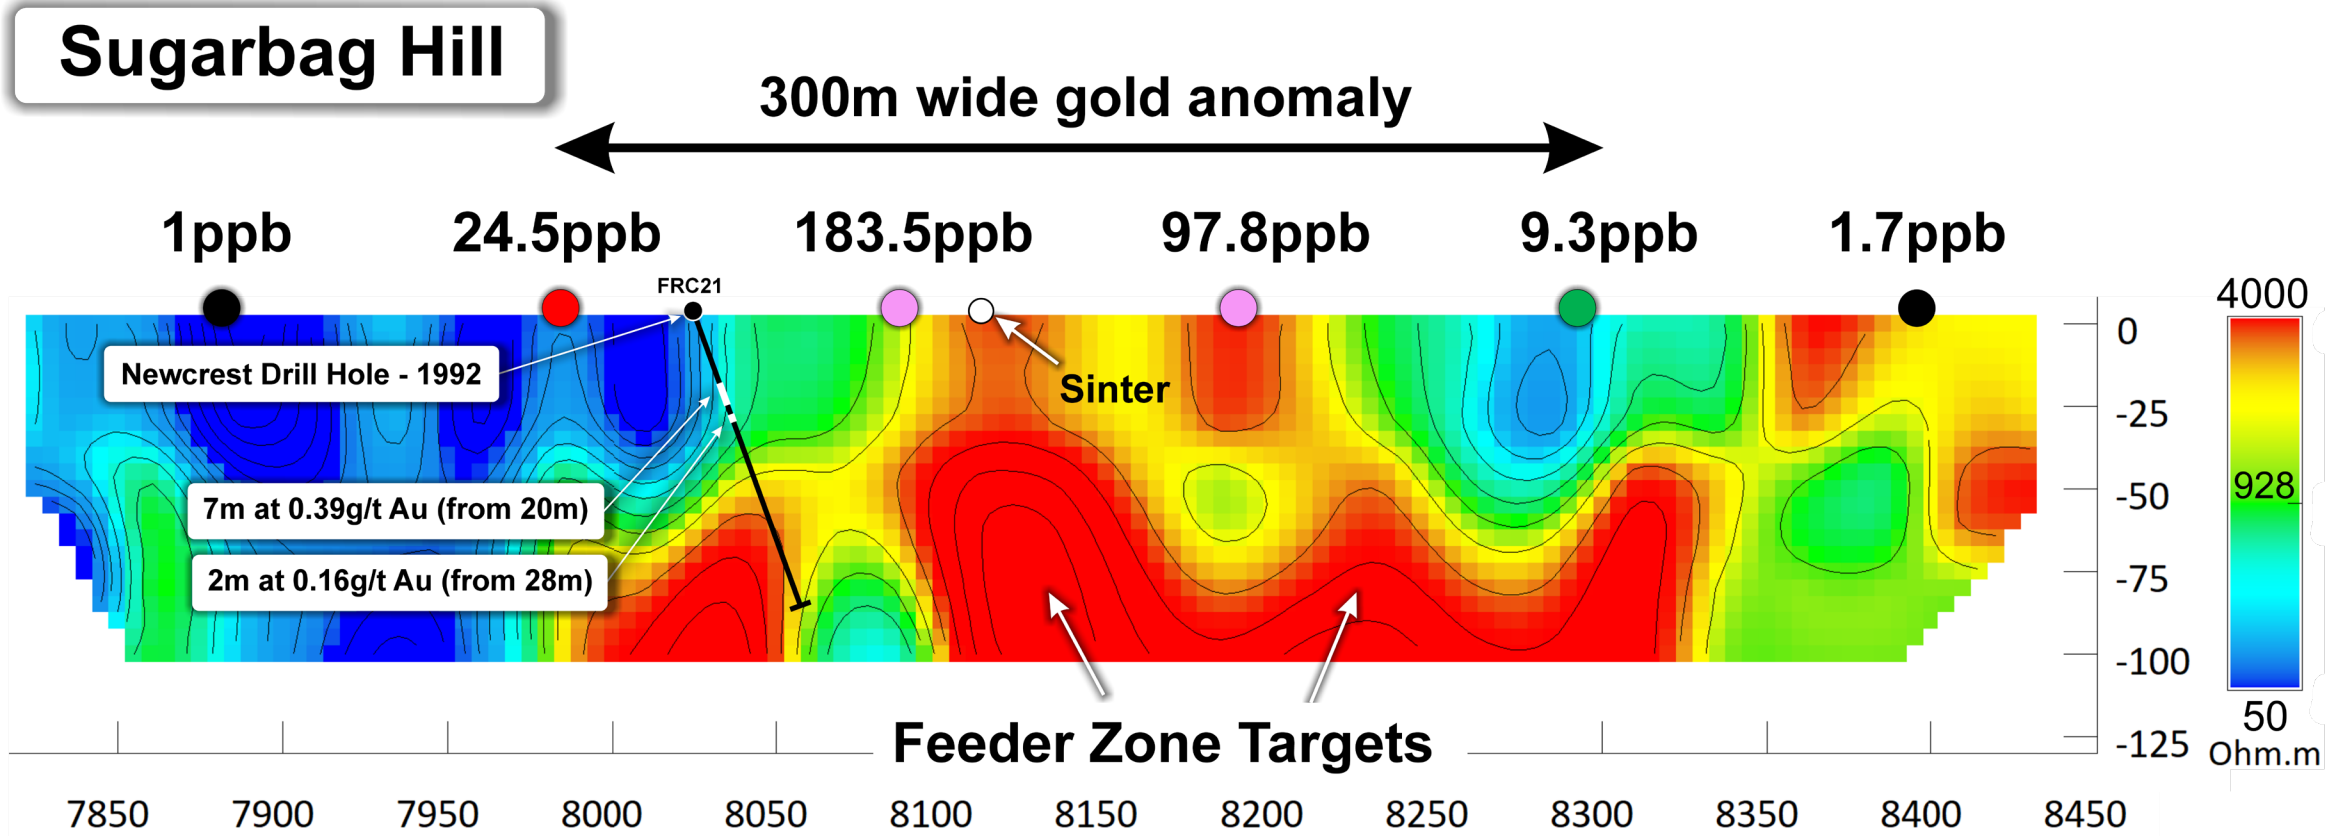 Sugarbag Hill
300m wide gold anomaly
1ppb 24.5ppb 183.5ppb 97.8ppb 9.3ppb 1.7ppb
FRC21
4000
0
Newcrest Drill Hole - 1992
Sinter
-25
928
-50
7m at 0.39g/t Au (from 20m)
2m at 0.16g/t Au (from 28m)
-75
-100
50
Feeder Zone Targets
-125
Ohm.m
7850 7900 7950 8000 8050 8100 8150 8200 8250 8300 8350 8400 8450